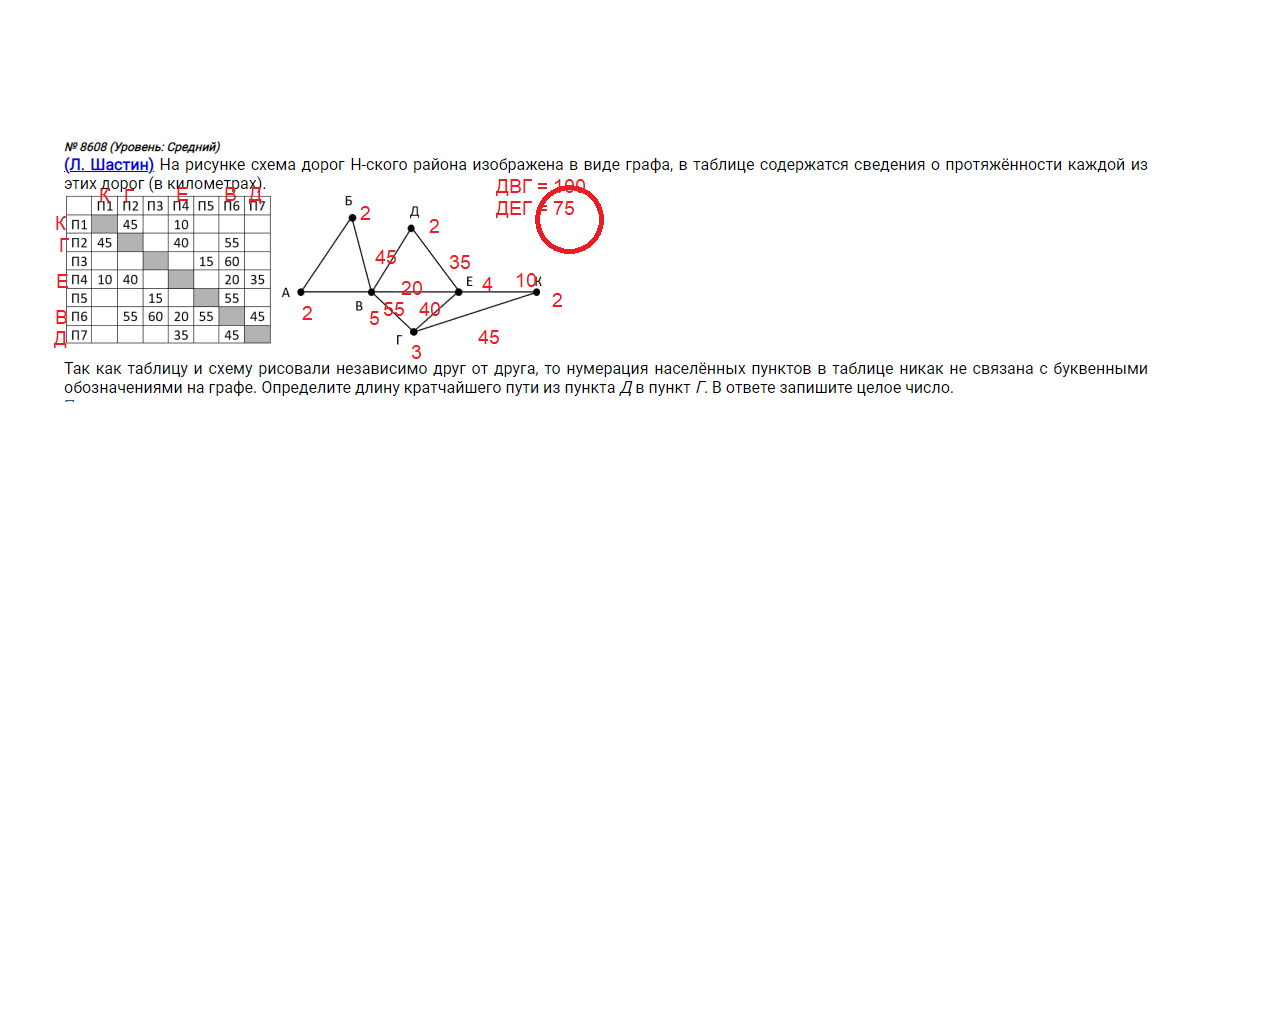 № 8608 (Уровень: Средний)
(Л. Шастин) На рисунке схема дорог Н-ского района изображена в виде графа, в таблице содержатся сведения о протяжённости каждой из
этих дорог (в километрах).
К Г Е В Д
П1 П2 П3 П4 П5 П6 П7
К П1 45 10
Г П2 45 40 55
П3 15 60
Е П4 10 40 20 35
П5 15 55
В П6 55 60 20 55 45
Д П7 35 45
ДВГ = 100
ДЕГ = 75
Б 2
Д 2
45 35
А 20 Е 4 10 К
2 В 5 55 40 2
Г 45
3
Так как таблицу и схему рисовали независимо друг от друга, то нумерация населённых пунктов в таблице никак не связана с буквенными
обозначениями на графе. Определите длину кратчайшего пути из пункта Д в пункт Г. В ответе запишите целое число.